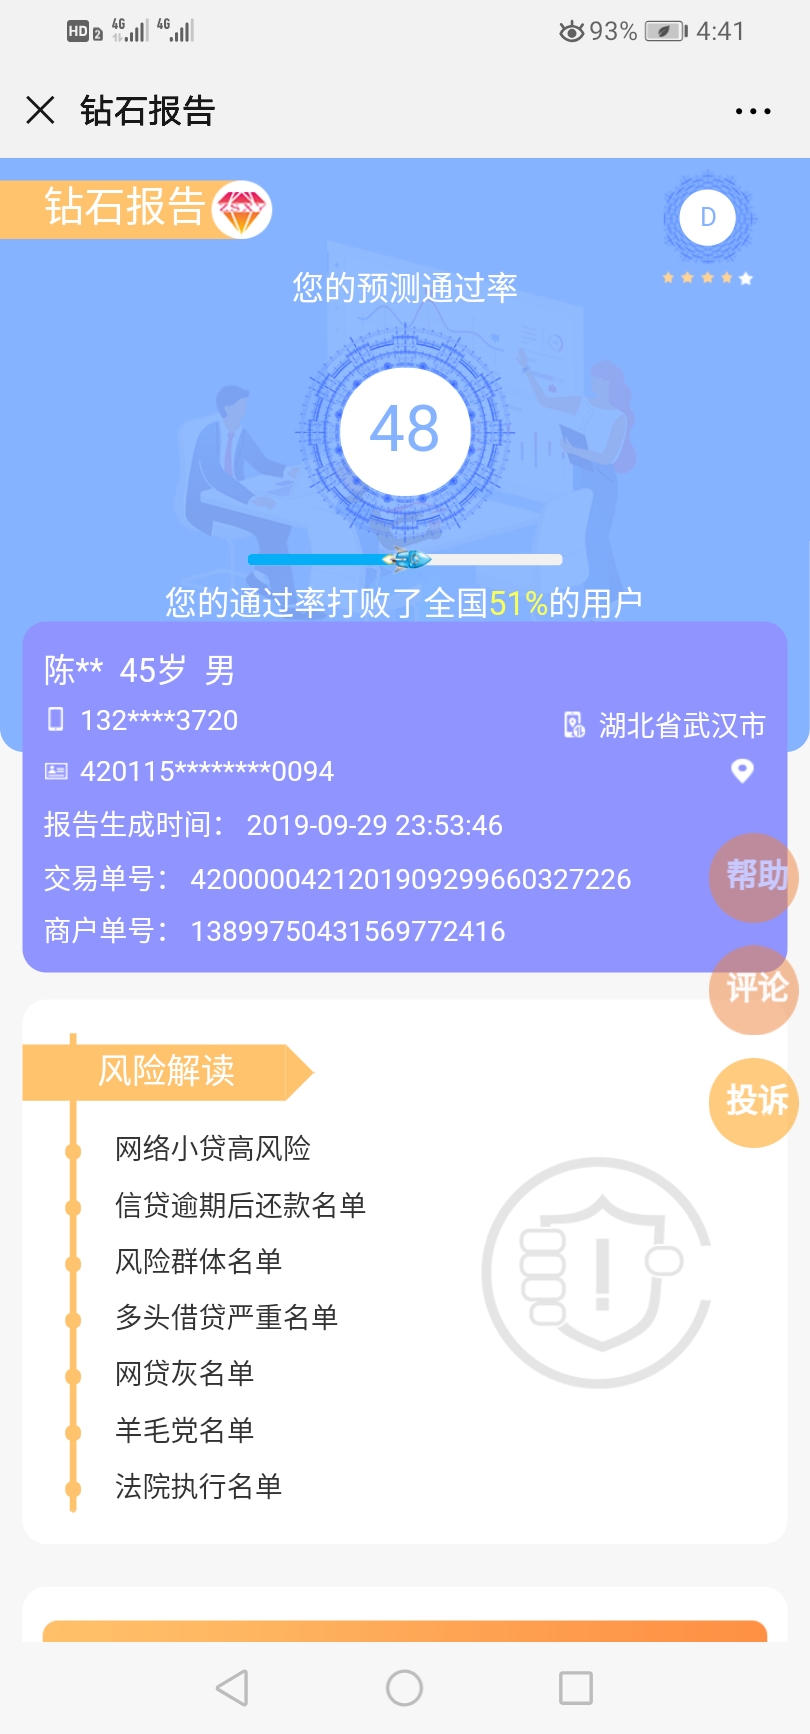 HD 2 4G 4G 93% 4:41
钻石报告
钻石报告
D
您的预测通过率
48
您的通过率打败了全国51%的用户
陈** 45岁 男
132****3720
湖北省武汉市
420115********0094
报告生成时间： 2019-09-29 23:53:46
交易单号： 4200000421201909299660327226
商户单号： 13899750431569772416
帮助
评论
投诉
风险解读
网络小贷高风险
信贷逾期后还款名单
风险群体名单
多头借贷严重名单
网贷灰名单
羊毛党名单
法院执行名单